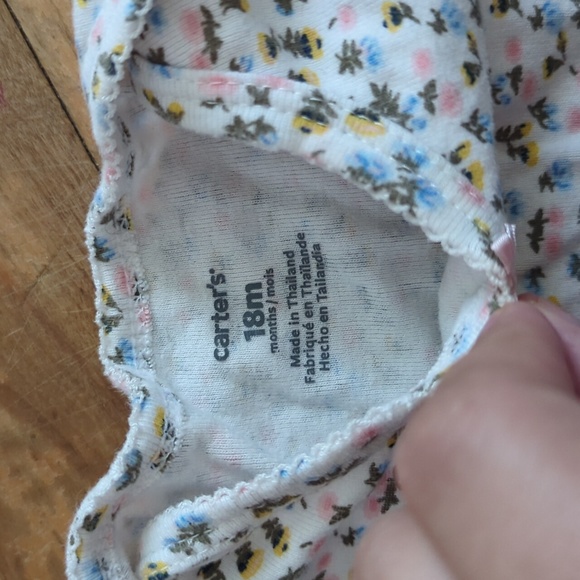 carter's
18m
months / mois
Made in Thailand
Fabriqué en Thaïlande
Hecho en Tailandia